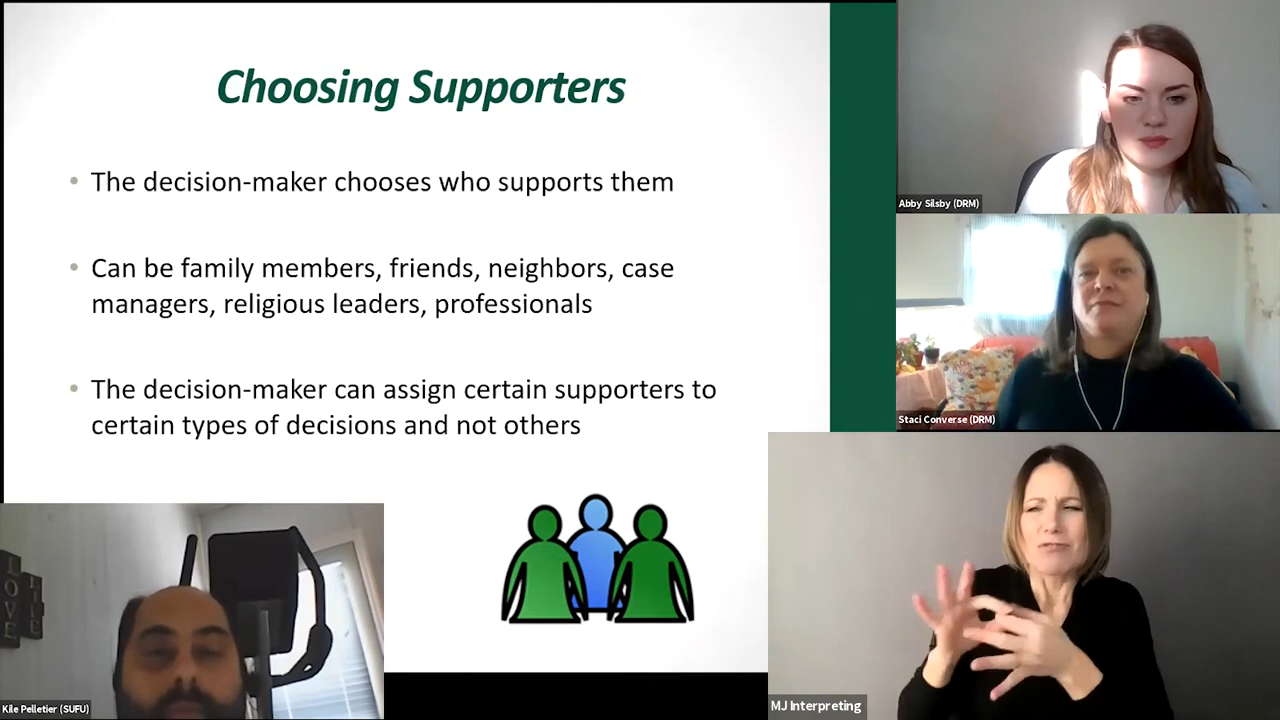 Choosing Supporters
• The decision-maker chooses who supports them
• Can be family members, friends, neighbors, case
managers, religious leaders, professionals
• The decision-maker can assign certain supporters to
certain types of decisions and not others
Abby Silsby (DRM)
Staci Converse (DRM)
MJ Interpreting
LOVE
Kile Pelletier (SUFU)